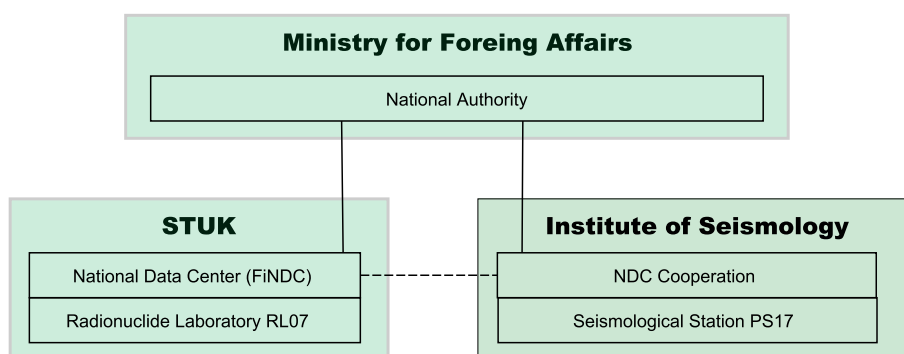 Ministry for Foreing Affairs
National Authority
STUK
National Data Center (FiNDC)
Radionuclide Laboratory RL07
Institute of Seismology
NDC Cooperation
Seismological Station PS17